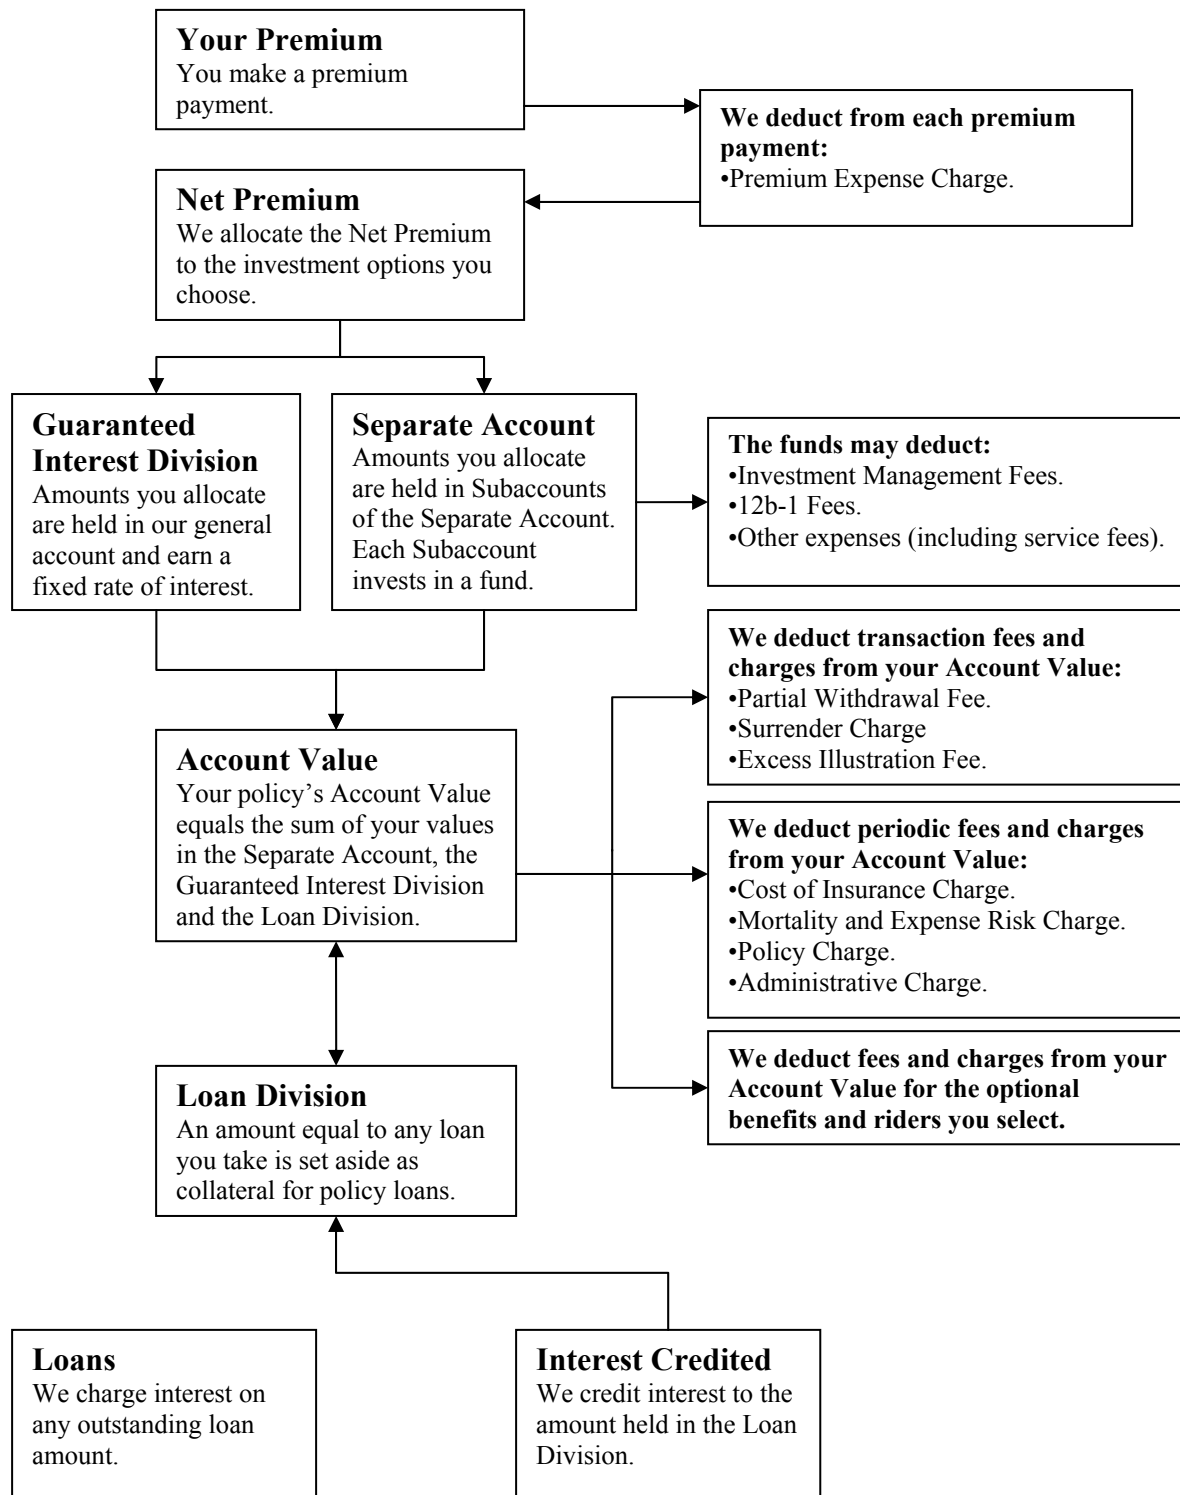 Your Premium
You make a premium
payment.
We deduct from each premium
payment:
•Premium Expense Charge.
Net Premium
We allocate the Net Premium
to the investment options you
choose.
Guaranteed
Interest Division
Amounts you allocate
are held in our general
account and earn a
fixed rate of interest.
Separate Account
Amounts you allocate
are held in Subaccounts
of the Separate Account.
Each Subaccount
invests in a fund.
The funds may deduct:
•Investment Management Fees.
•12b-1 Fees.
•Other expenses (including service fees).
We deduct transaction fees and
charges from your Account Value:
•Partial Withdrawal Fee.
•Surrender Charge
•Excess Illustration Fee.
Account Value
Your policy’s Account Value
equals the sum of your values
in the Separate Account, the
Guaranteed Interest Division
and the Loan Division.
We deduct periodic fees and charges
from your Account Value:
•Cost of Insurance Charge.
•Mortality and Expense Risk Charge.
•Policy Charge.
•Administrative Charge.
We deduct fees and charges from your
Account Value for the optional
benefits and riders you select.
Loan Division
An amount equal to any loan
you take is set aside as
collateral for policy loans.
Loans
We charge interest on
any outstanding loan
amount.
Interest Credited
We credit interest to the
amount held in the Loan
Division.